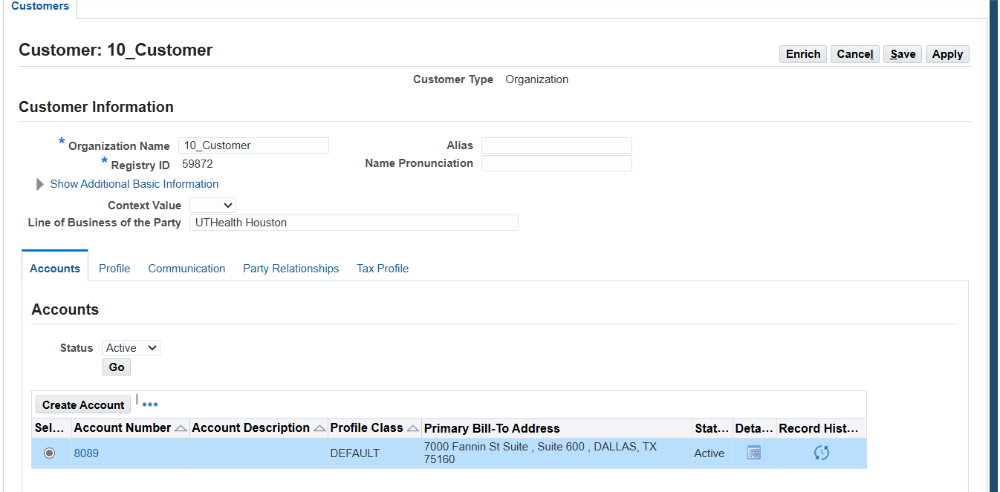 Customers
Customer: 10_Customer
Enrich Cancel Save Apply
Customer Type Organization
Customer Information
* Organization Name 10_Customer Alias
* Registry ID 59872 Name Pronunciation
Show Additional Basic Information
Context Value
Line of Business of the Party UTHealth Houston
Accounts Profile Communication Party Relationships Tax Profile
Accounts
Status Active
Go
Create Account
Sel... Account Number Account Description Profile Class Primary Bill-To Address Stat... Deta... Record Hist...
8089 DEFAULT 7000 Fannin St Suite , Suite 600 , DALLAS, TX Active
75160